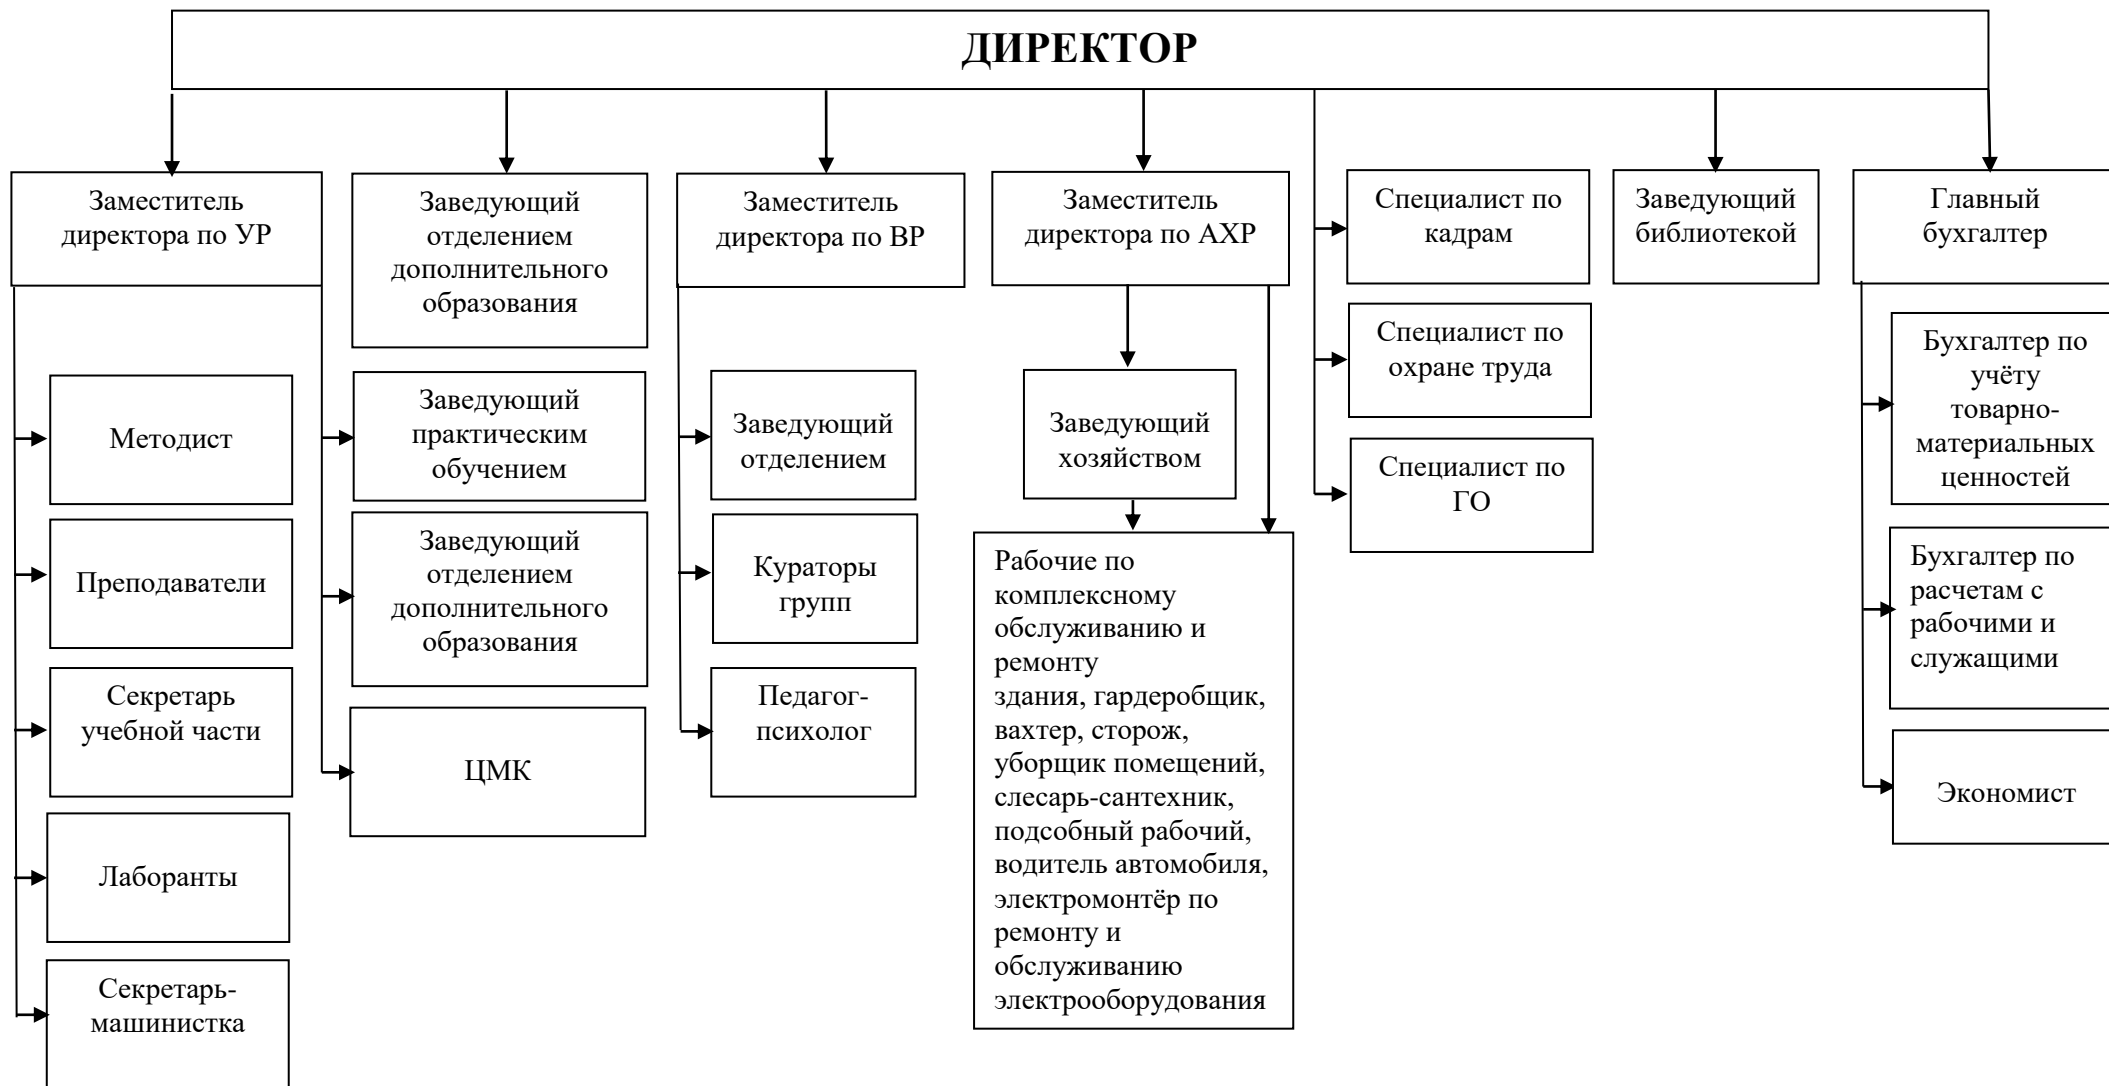 ДИРЕКТОР
Заместитель
директора по УР
Заведующий
отделением
дополнительного
образования
Заместитель
директора по ВР
Заместитель
директора по АХР
Специалист по
кадрам
Заведующий
библиотекой
Главный
бухгалтер
Специалист по
охране труда
Специалист по
ГО
Методист
Преподаватели
Секретарь
учебной части
Лаборанты
Секретарь-
машинистка
Заведующий
практическим
обучением
Заведующий
отделением
дополнительного
образования
ЦМК
Заведующий
отделением
Кураторы
групп
Педагог-
психолог
Заведующий
хозяйством
Рабочие по
комплексному
обслуживанию и
ремонту
здания, гардеробщик,
вахтер, сторож,
уборщик помещений,
слесарь-сантехник,
подсобный рабочий,
водитель автомобиля,
электромонтёр по
ремонту и
обслуживанию
электрооборудования
Бухгалтер по
учёту
товарно-
материальных
ценностей
Бухгалтер по
расчетам с
рабочими и
служащими
Экономист